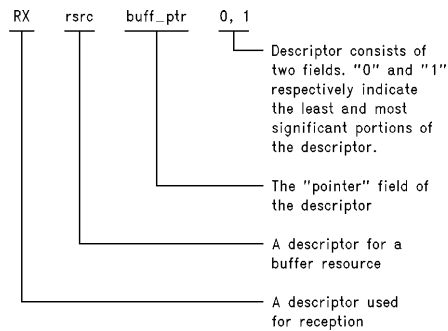 RX rsrc buff_ptr 0, 1
Descriptor consists of
two fields. "0" and "1"
respectively indicate
the least and most
significant portions of
the descriptor.
The "pointer" field of
the descriptor
A descriptor for a
buffer resource
A descriptor used
for reception